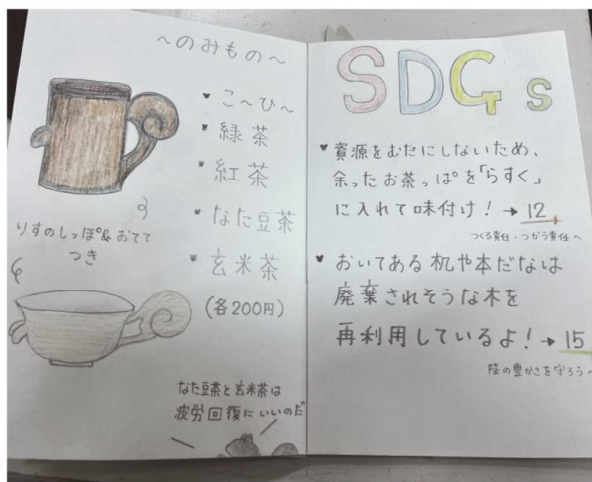 ～のみもの～
こ～ひ～
緑茶
紅茶
なた豆茶
玄米茶
(各200円)
りすのしっぽ&おてて
つき
なた豆茶と玄米茶は
疲労回復にいいのだ
SDGs
資源をむだにしないため、
余ったお茶っぱを「らすく」
に入れて味付け!→12
つくる責任・つかう責任へ
おいてある机や本だなは
廃棄されそうな木を
再利用しているよ!→15
陸の豊かさを守ろうへ